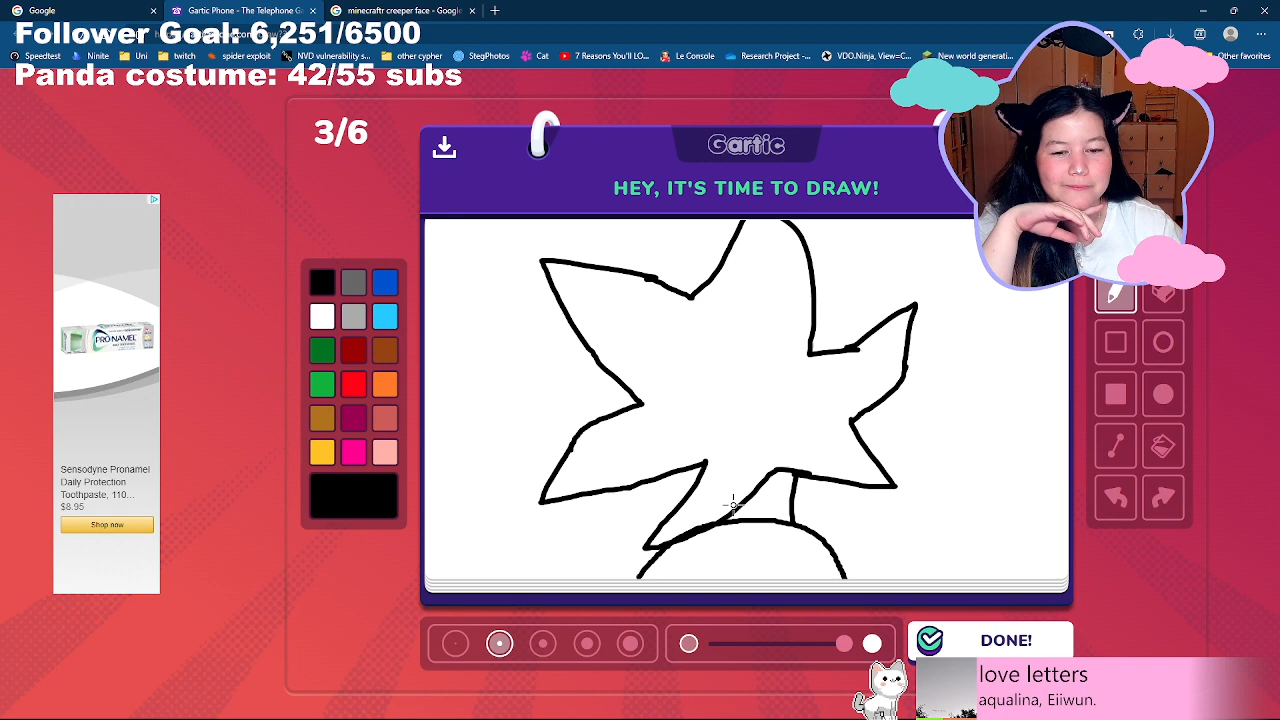 Google
Gartic Phone - The Telephone Ga
minecraftr creeper face - Google
Follower Goal: 6,251/6500
Speedtest
Ninite
Uni
twitch
spider exploit
NVD vulnerability s...
other cypher
StegPhotos
Cat
7 Reasons You'll LO...
Le Console
Research Project -...
VDO.Ninja, View=C...
New world generati...
Other favorites
Panda costume: 42/55 subs
3/6
Gartic
HEY, IT'S TIME TO DRAW!
PRONAMEL
Sensodyne Pronamel
Daily Protection
Toothpaste, 110...
$8.95
Shop now
DONE!
love letters
aqualina, Eiiwun.